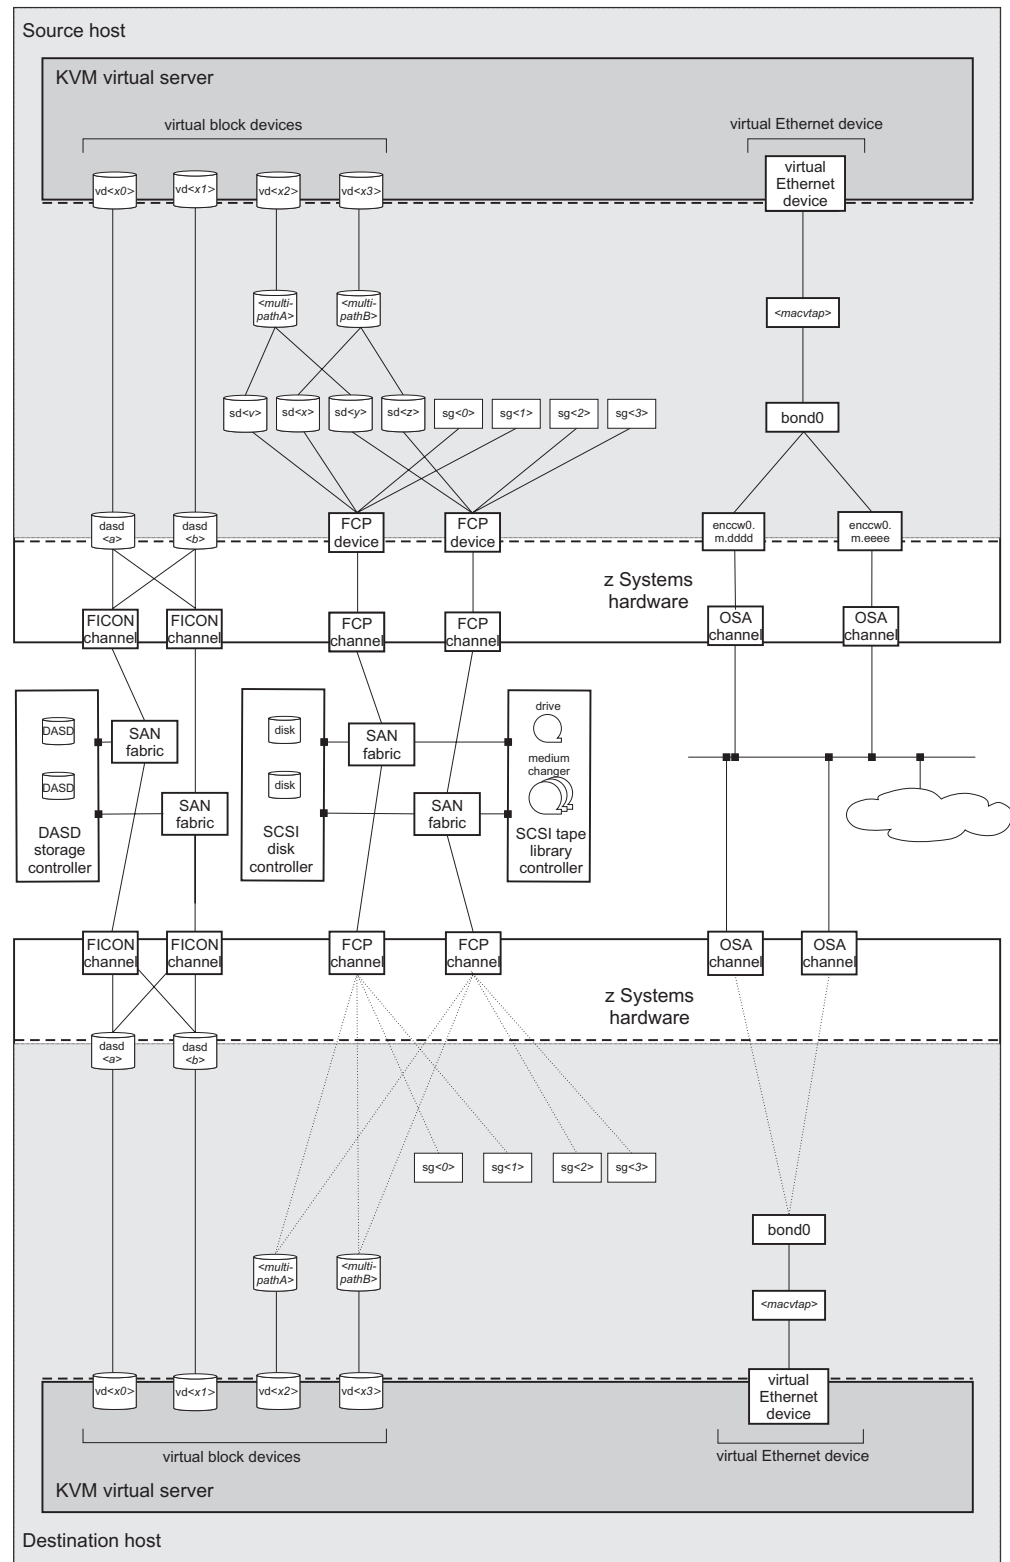 Source host
KVM virtual server
virtual block devices
virtual Ethernet device
vd<x0>
vd<x1>
vd<x2>
vd<x3>
virtual
Ethernet
device
<multi-
pathA>
<multi-
pathB>
<macvtap>
sd<v>
sd<x>
sd<y>
sd<z>
sg<0>
sg<1>
sg<2>
sg<3>
bond0
dasd
<a>
dasd
<b>
FCP
device
FCP
device
enccw0.
m.dddd
enccw0.
m.eeee
z Systems
hardware
FICON
channel
FICON
channel
FCP
channel
FCP
channel
OSA
channel
OSA
channel
DASD
DASD
DASD
storage
controller
SAN
fabric
SAN
fabric
disk
disk
SCSI
disk
controller
SAN
fabric
SAN
fabric
drive
medium
changer
SCSI tape
library
controller
FICON
channel
FICON
channel
FCP
channel
FCP
channel
OSA
channel
OSA
channel
z Systems
hardware
dasd
<a>
dasd
<b>
sg<0>
sg<1>
sg<2>
sg<3>
bond0
<multi-
pathA>
<multi-
pathB>
<macvtap>
vd<x0>
vd<x1>
vd<x2>
vd<x3>
virtual
Ethernet
device
virtual block devices
virtual Ethernet device
KVM virtual server
Destination host